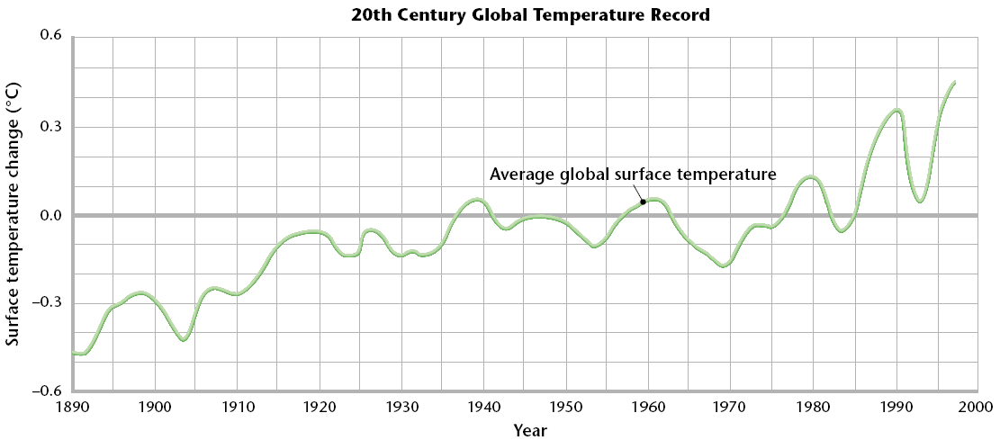 20th Century Global Temperature Record
0.6
0.3
0.0
–0.3
–0.6
Surface temperature change (°C)
Average global surface temperature
1890 1900 1910 1920 1930 1940 1950 1960 1970 1980 1990 2000
Year